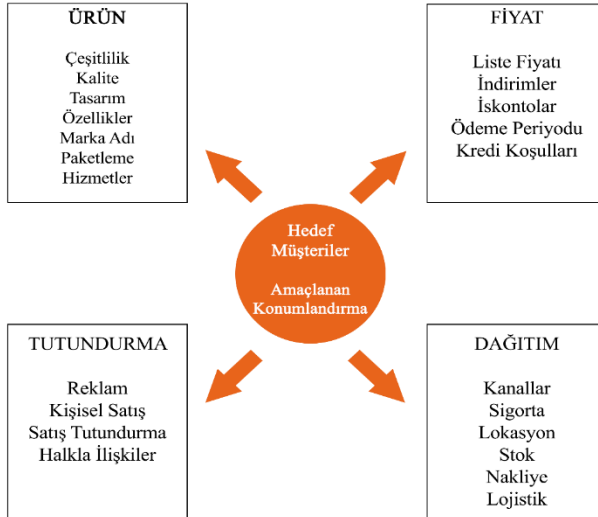 ÜRÜN
Çeşitlilik
Kalite
Tasarım
Özellikler
Marka Adı
Paketleme
Hizmetler
FİYAT
Liste Fiyatı
İndirimler
İskontolar
Ödeme Periyodu
Kredi Koşulları
Hedef
Müşteriler
Amaçlanan
Konumlandırma
TUTUNDURMA
Reklam
Kişisel Satış
Satış Tutundurma
Halkla İlişkiler
DAĞITIM
Kanallar
Sigorta
Lokasyon
Stok
Nakliye
Lojistik